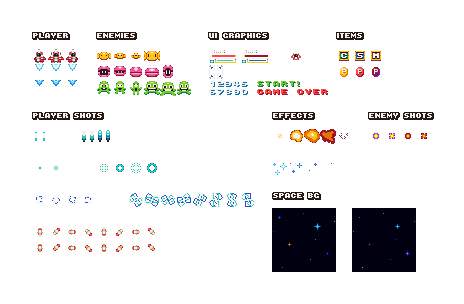 PLAYER
ENEMIES
UI GRAPHICS
ITEMS
G S
P P P
12345 START!
67890 GAME OVER
PLAYER SHOTS
EFFECTS
ENEMY SHOTS
SPACE BG